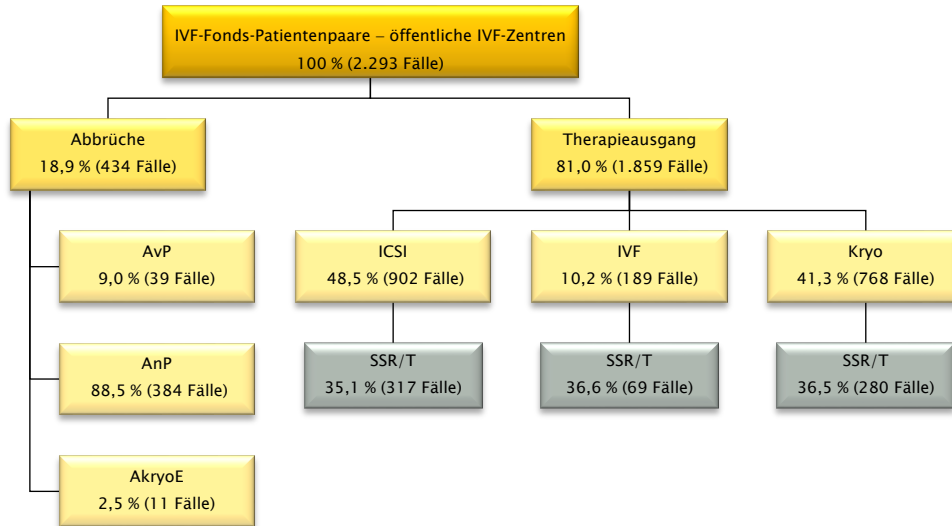 IVF-Fonds-Patientenpaare – öffentliche IVF-Zentren
100 % (2.293 Fälle)
Abbrüche
18,9 % (434 Fälle)
Therapieausgang
81,0 % (1.859 Fälle)
AvP
9,0 % (39 Fälle)
AnP
88,5 % (384 Fälle)
AkryoE
2,5 % (11 Fälle)
ICSI
48,5 % (902 Fälle)
SSR/T
35,1 % (317 Fälle)
IVF
10,2 % (189 Fälle)
SSR/T
36,6 % (69 Fälle)
Kryo
41,3 % (768 Fälle)
SSR/T
36,5 % (280 Fälle)